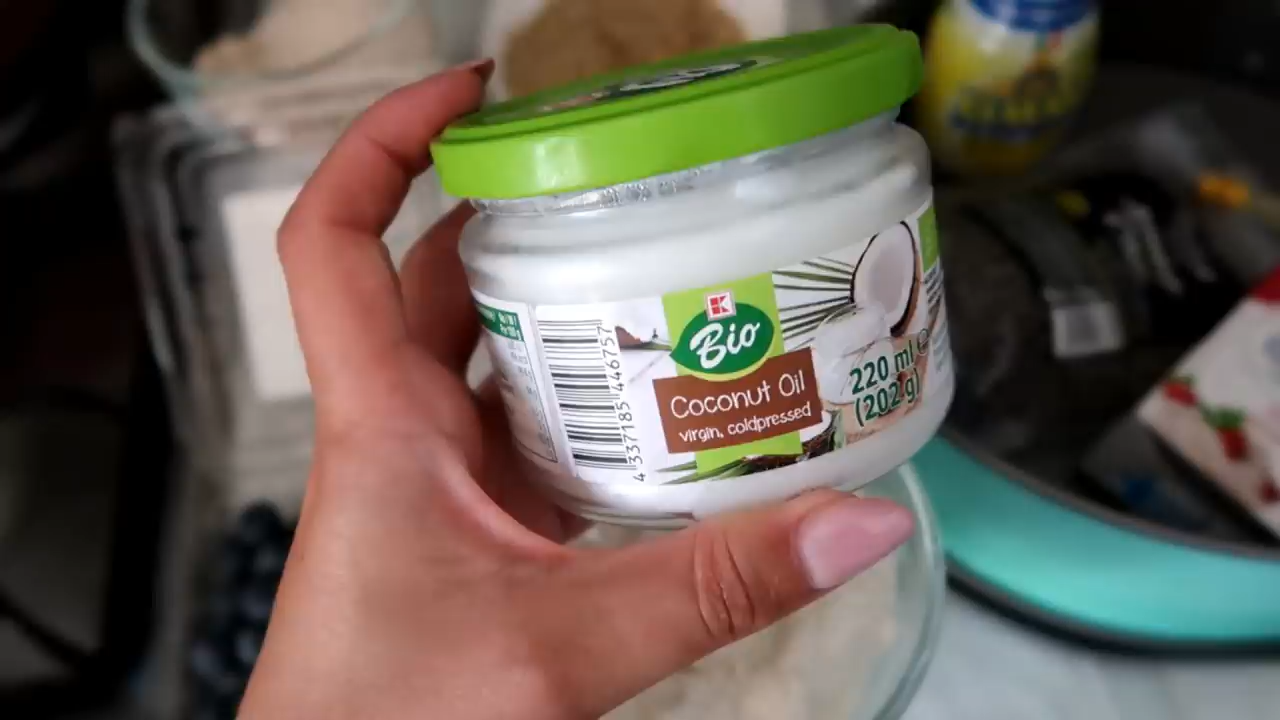 K
Bio
Coconut Oil
virgin, coldpressed
220 ml e
(202 g)
4 337185 446757